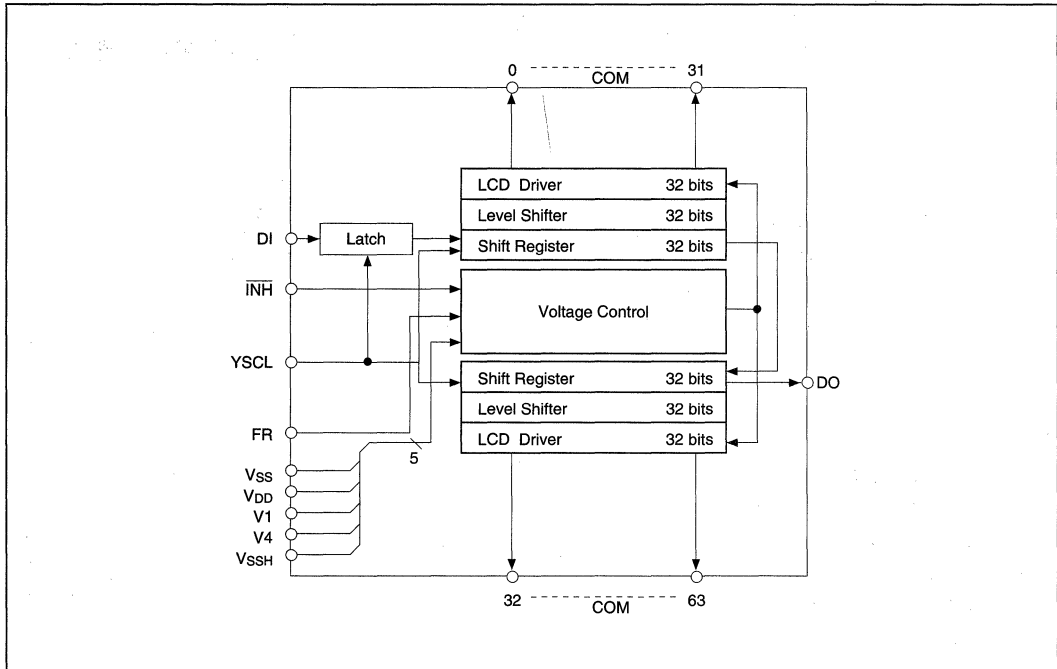 0 31
COM
LCD Driver 32 bits
Level Shifter 32 bits
DI Latch Shift Register 32 bits
INH
Voltage Control
YSCL
Shift Register 32 bits DO
Level Shifter 32 bits
FR LCD Driver 32 bits
5
VSS
VDD
V1
V4
VSSH
32 63
COM